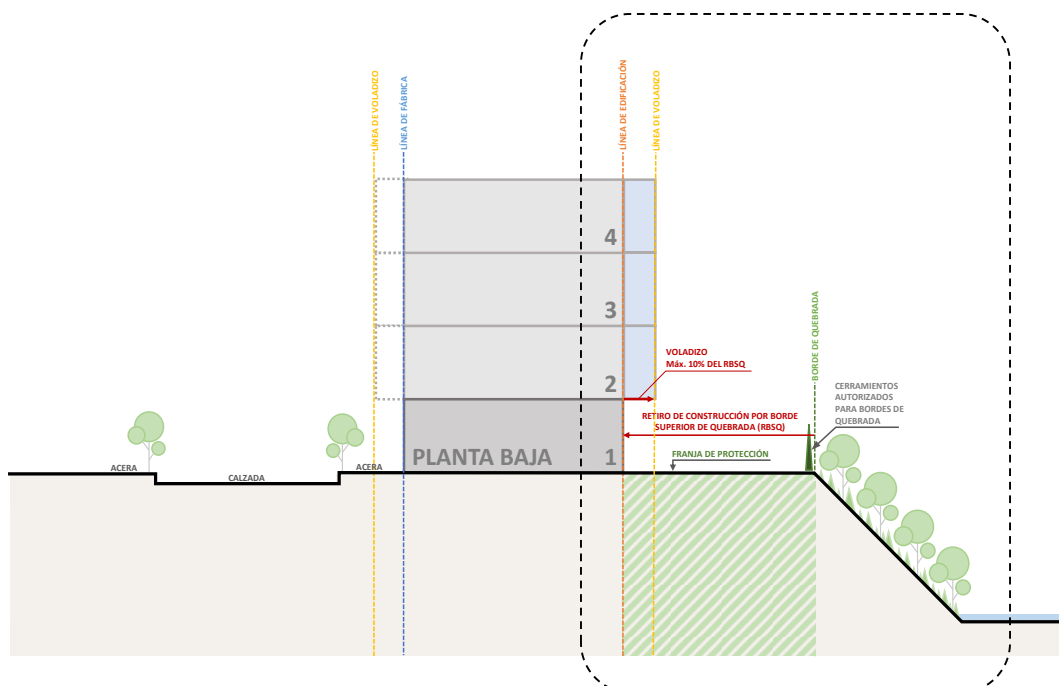 LÍNEA DE VOLADIZO
LÍNEA DE FÁBRICA
LÍNEA DE EDIFICACIÓN
LÍNEA DE VOLADIZO
4
3
2
VOLADIZO
Máx. 10% DEL RBSQ
BORDE DE QUEBRADA
CERRAMIENTOS
AUTORIZADOS
PARA BORDES DE
QUEBRADA
RETIRO DE CONSTRUCCIÓN POR BORDE
SUPERIOR DE QUEBRADA (RBSQ)
PLANTA BAJA 1
FRANJA DE PROTECCIÓN
ACERA
CALZADA
ACERA